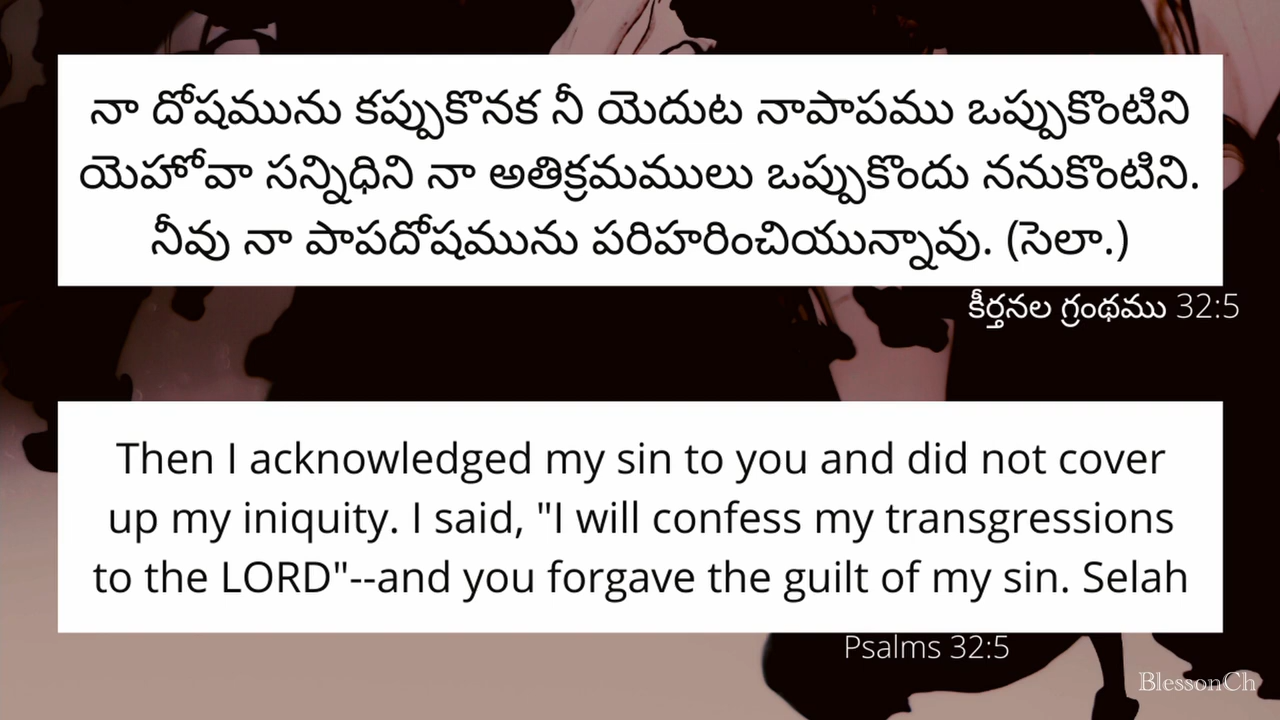 నా దోషమును కప్పుకొనక నీ యెదుట నాపాపము ఒప్పుకొంటిని
యెహోవా సన్నిధిని నా అతిక్రమములు ఒప్పుకొందు ననుకొంటిని.
నీవు నా పాపదోషమును పరిహరించియున్నావు. (సెలా.)
కీర్తనల గ్రంథము 32:5
Then I acknowledged my sin to you and did not cover
up my iniquity. I said, "I will confess my transgressions
to the LORD"--and you forgave the guilt of my sin. Selah
Psalms 32:5
BlessonCh